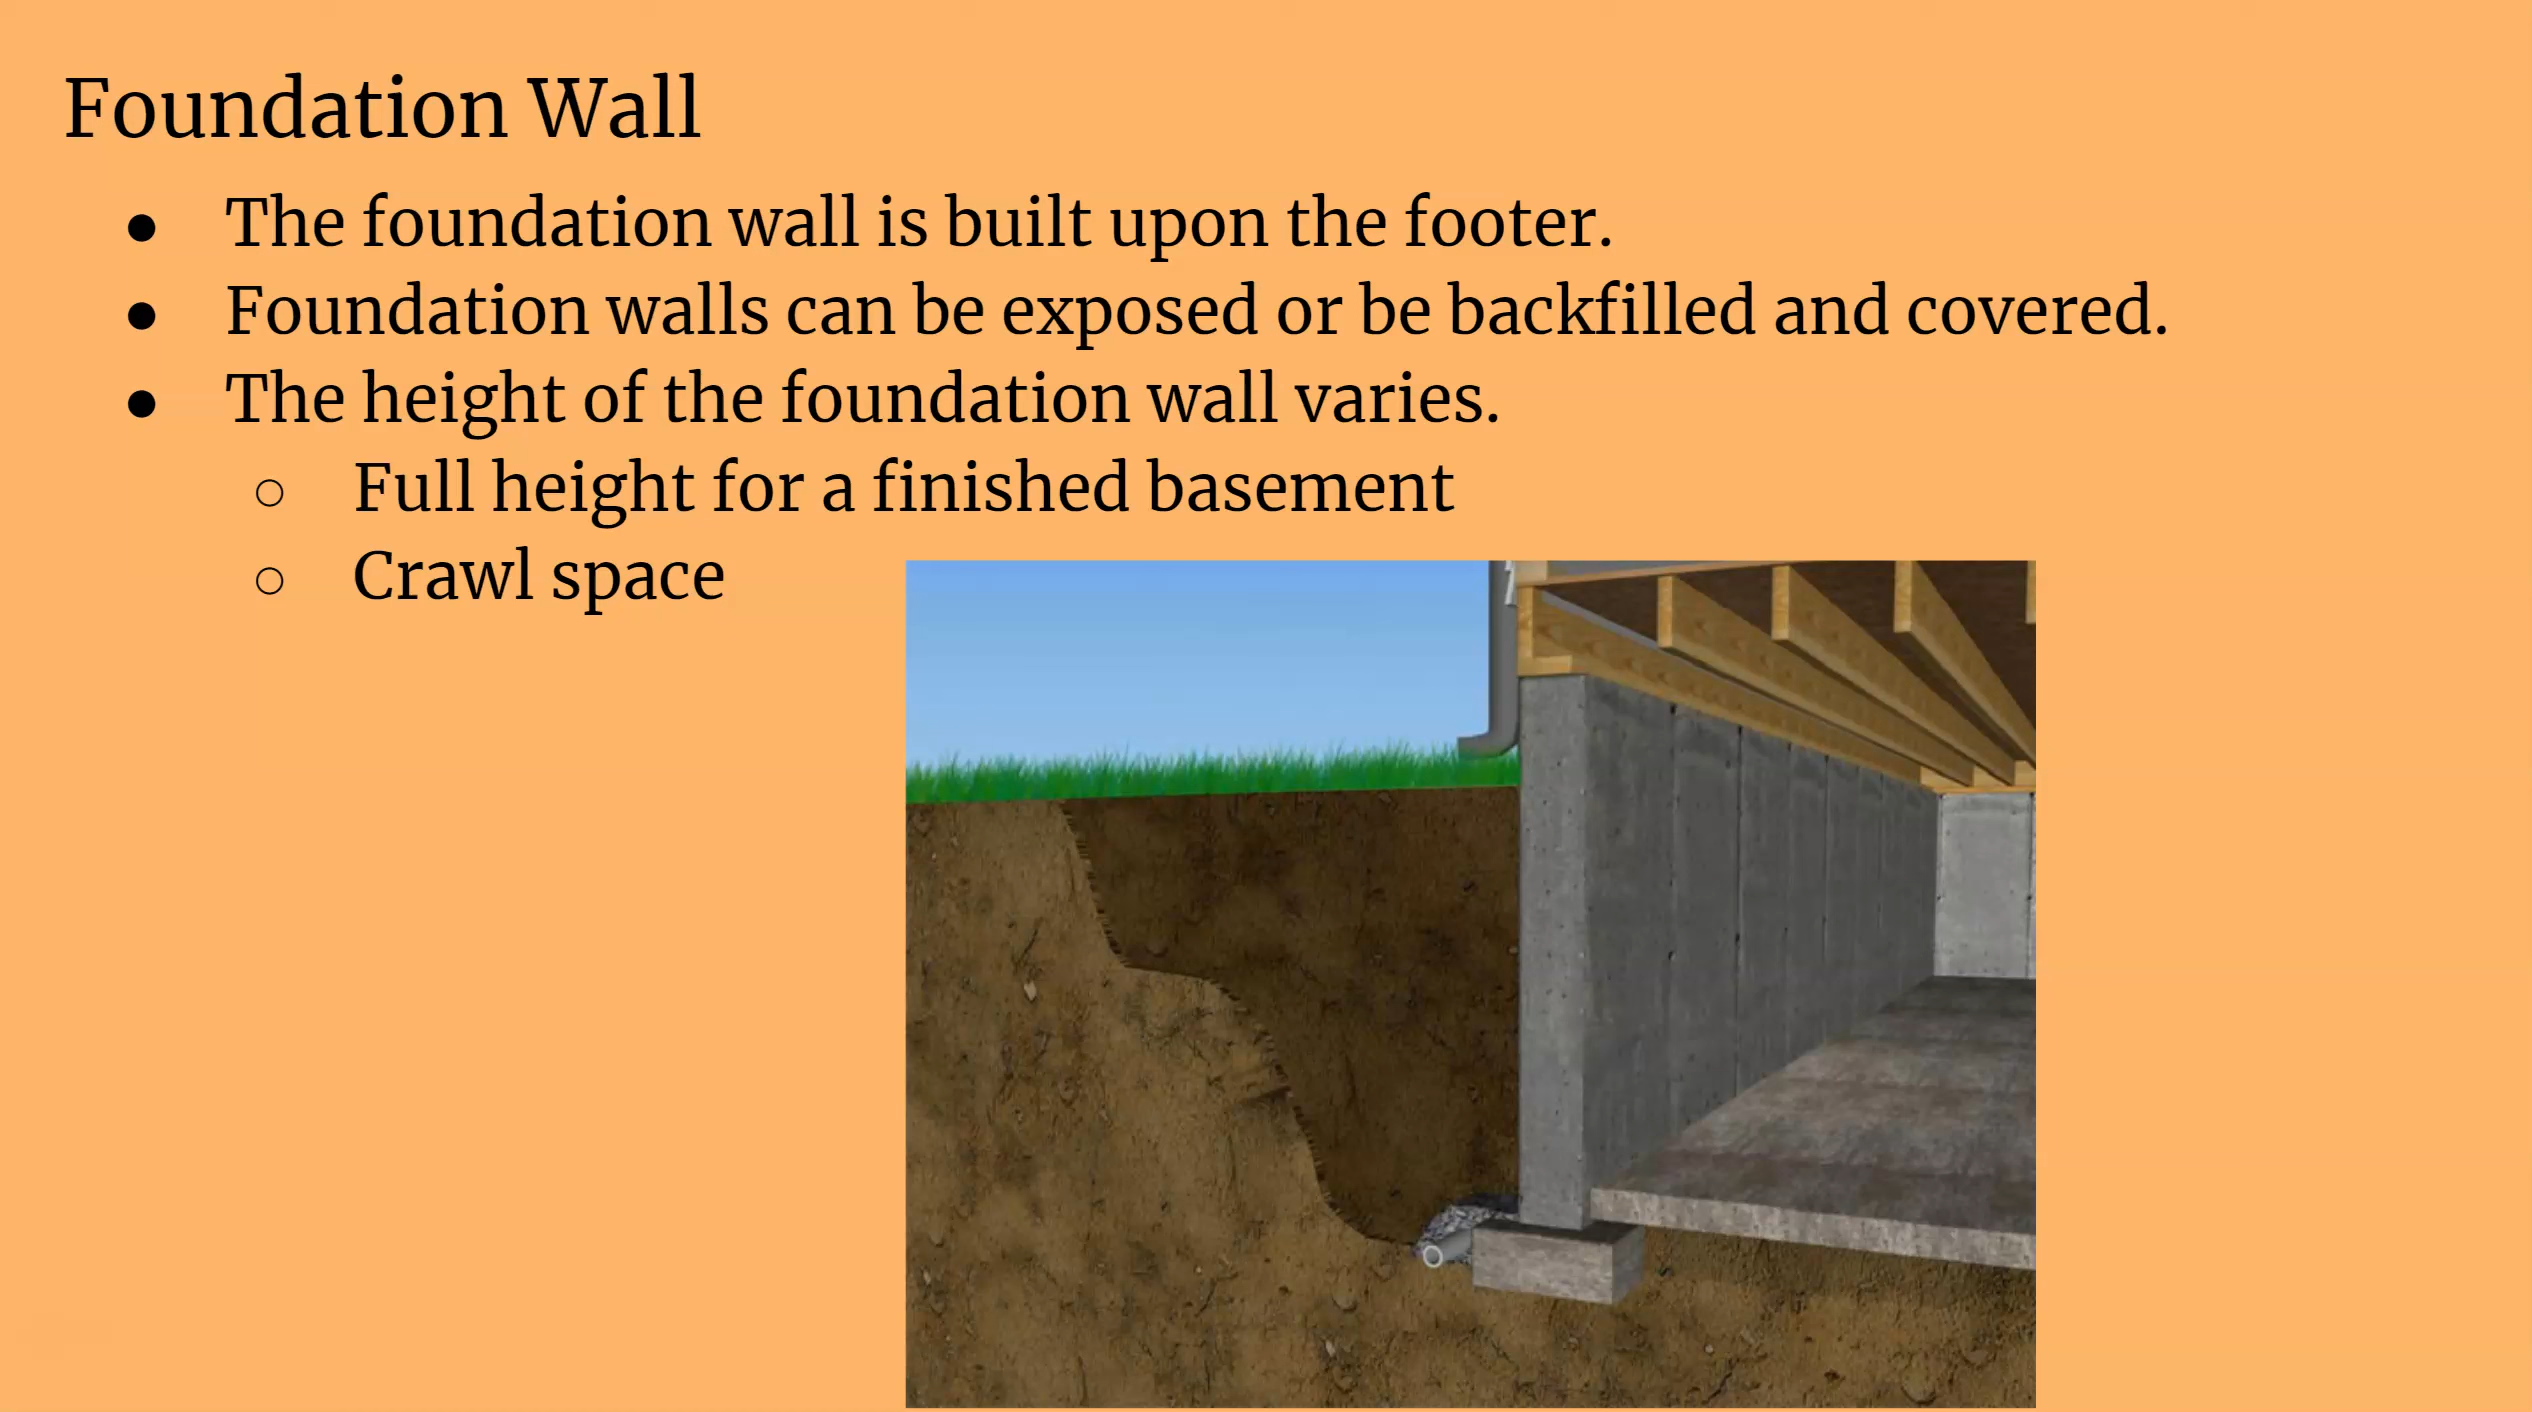 Foundation Wall
● The foundation wall is built upon the footer.
● Foundation walls can be exposed or be backfilled and covered.
● The height of the foundation wall varies.
○ Full height for a finished basement
○ Crawl space